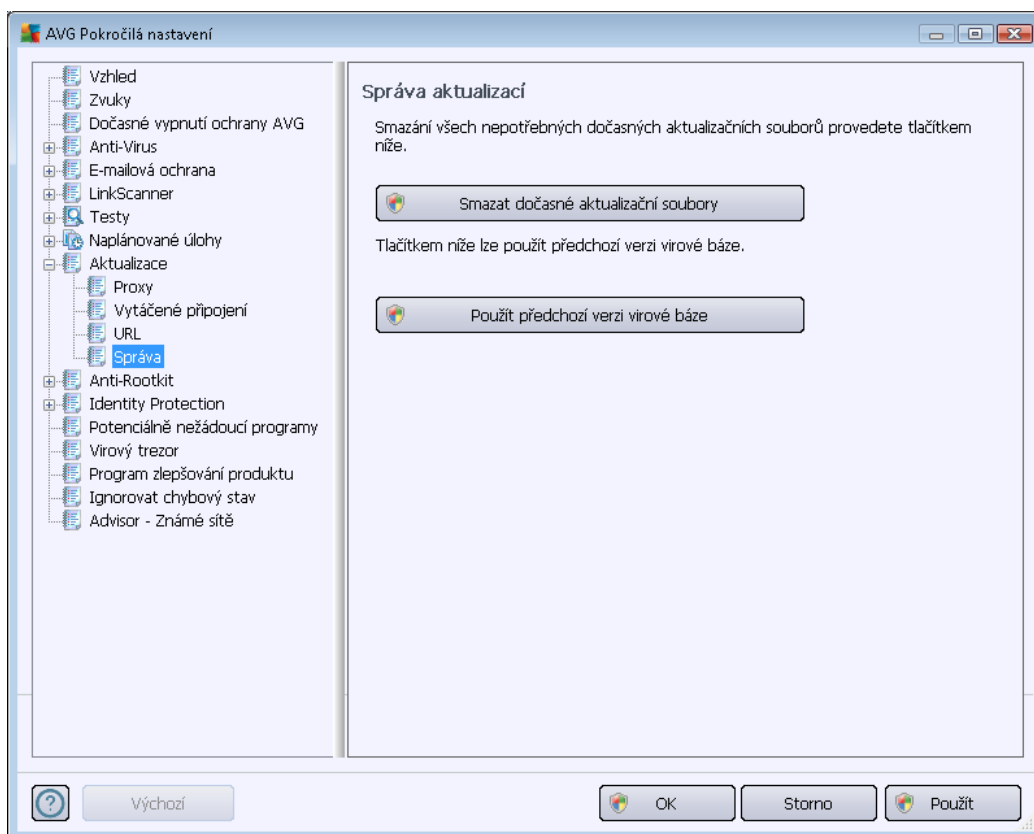 AVG Pokročilá nastavení
Vzhled
Zvuky
Dočasné vypnutí ochrany AVG
Anti-Virus
E-mailová ochrana
LinkScanner
Testy
Naplánované úlohy
Aktualizace
Proxy
Vytáčené připojení
URL
Správa
Anti-Rootkit
Identity Protection
Potenciálně nežádoucí programy
Virový trezor
Program zlepšování produktu
Ignorovat chybový stav
Advisor - Známé sítě
Správa aktualizací
Smazání všech nepotřebných dočasných aktualizačních souborů provedete tlačítkem
níže.
Smazat dočasné aktualizační soubory
Tlačítkem níže lze použít předchozí verzi virové báze.
Použít předchozí verzi virové báze
Výchozí
OK
Storno
Použít